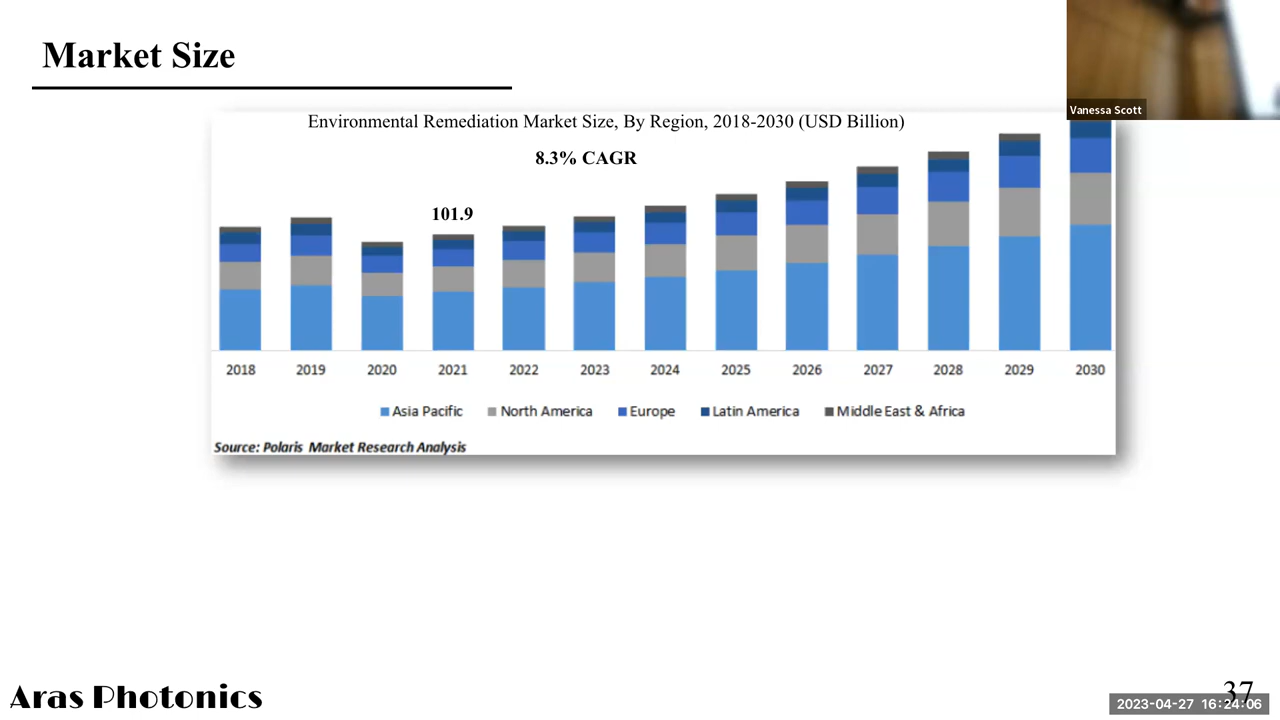 Market Size
Vanessa Scott
Environmental Remediation Market Size, By Region, 2018-2030 (USD Billion)
8.3% CAGR
101.9
2018 2019 2020 2021 2022 2023 2024 2025 2026 2027 2028 2029 2030
Asia Pacific North America Europe Latin America Middle East & Africa
Source: Polaris Market Research Analysis
Aras Photonics
37
2023-04-27 16:24:06